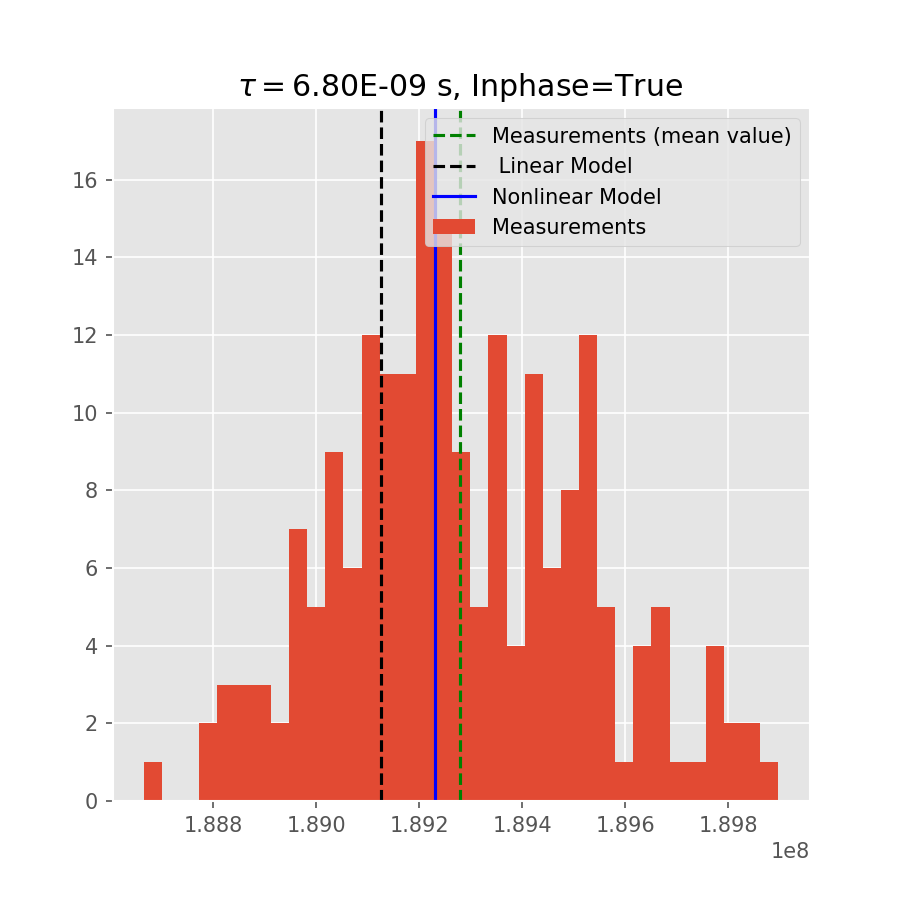 τ = 6.80E-09 s, Inphase=True
Measurements (mean value)
Linear Model
Nonlinear Model
Measurements
16
14
12
10
8
6
4
2
0
1.888 1.890 1.892 1.894 1.896 1.898
1e8